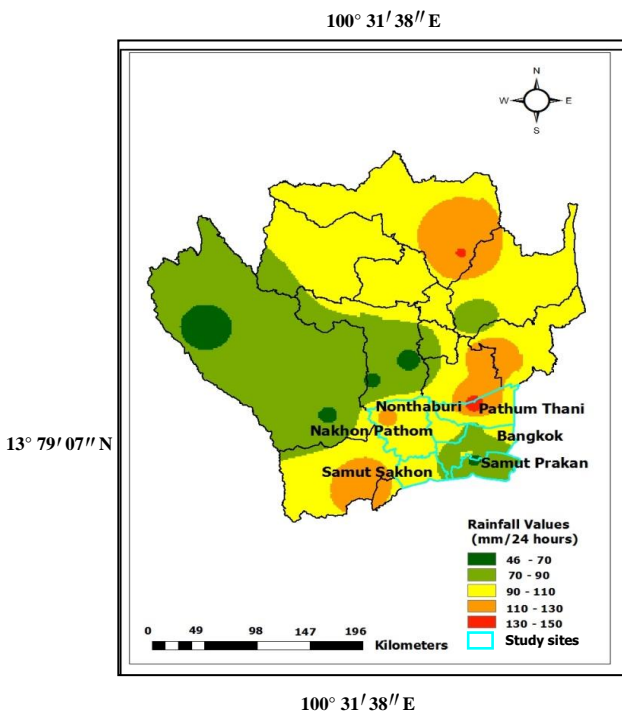 100° 31′ 38″ E
N
W E
S
Nonthaburi
Pathum Thani
Nakhon/Pathom
Bangkok
13° 79′ 07″ N
Samut Sakhon
Samut Prakan
Rainfall Values
(mm/24 hours)
46 - 70
70 - 90
90 - 110
110 - 130
130 - 150
Study sites
0 49 98 147 196
Kilometers
100° 31′ 38″ E